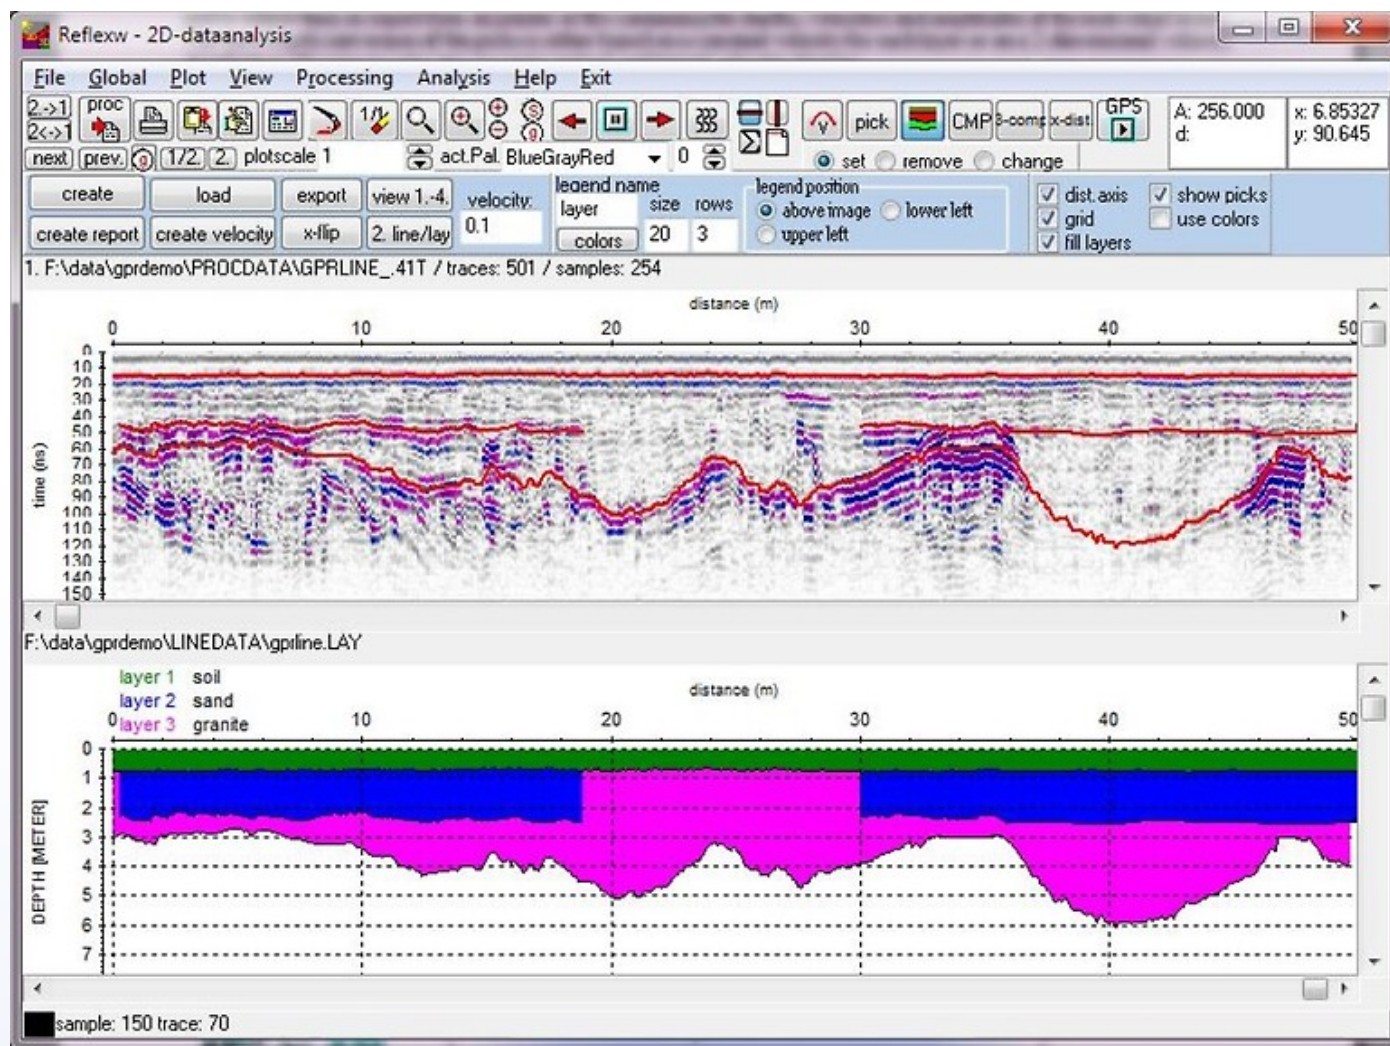 Reflexw - 2D-dataanalysis
File Global Plot View Processing Analysis Help Exit
2.->1 proc 1/1 pick CMP 3-comp x-dist. GPS A: 256.000 x: 6.85327
2<->1 d: y: 90.645
next prev. 1/2. 2. plotscale 1 act.Pal. BlueGrayRed 0 set remove change
create load export view 1.-4. velocity: legend name size rows legend position dist. axis show picks
layer above image lower left grid use colors
create report create velocity x-flip 2. line/lay 0.1 colors 20 3 upper left fill layers
1. F:\data\gprdemo\PROCDATA\GPRLINE_.41T / traces: 501 / samples: 254
distance (m)
0 10 20 30 40 50
time (ns)
0
10
20
30
40
50
60
70
80
90
100
110
120
130
140
150
F:\data\gprdemo\LINEDATA\gprline.LAY
layer 1 soil
layer 2 sand
layer 3 granite
distance (m)
0 10 20 30 40 50
DEPTH [METER]
0
1
2
3
4
5
6
7
sample: 150 trace: 70